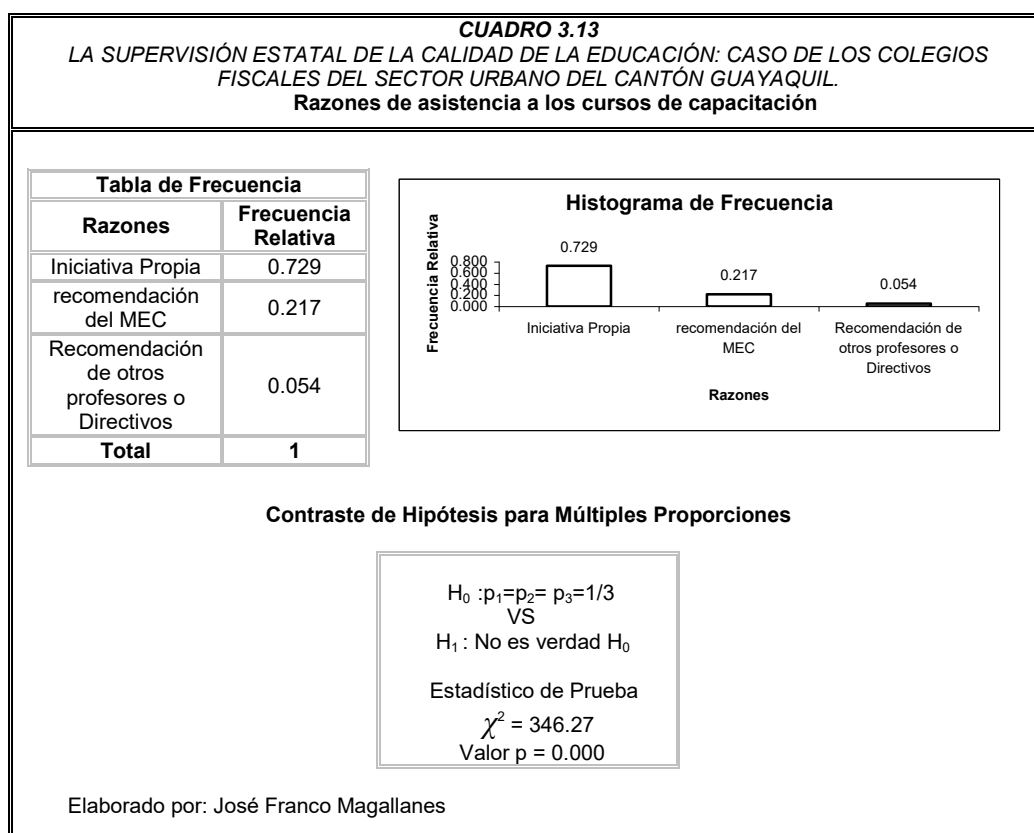 CUADRO 3.13
LA SUPERVISIÓN ESTATAL DE LA CALIDAD DE LA EDUCACIÓN: CASO DE LOS COLEGIOS
FISCALES DEL SECTOR URBANO DEL CANTÓN GUAYAQUIL.
Razones de asistencia a los cursos de capacitación
Tabla de Frecuencia
Razones
Frecuencia
Relativa
Iniciativa Propia 0.729
recomendación
del MEC
0.217
Recomendación
de otros
profesores o
Directivos
0.054
Total 1
Histograma de Frecuencia
Frecuencia Relativa
0.800
0.600
0.400
0.200
0.000
0.729
0.217
0.054
Iniciativa Propia
recomendación del
MEC
Recomendación de
otros profesores o
Directivos
Razones
Contraste de Hipótesis para Múltiples Proporciones
H₀ :p₁=p₂= p₃=1/3
VS
H₁ : No es verdad H₀
Estadístico de Prueba
χ² = 346.27
Valor p = 0.000
Elaborado por: José Franco Magallanes